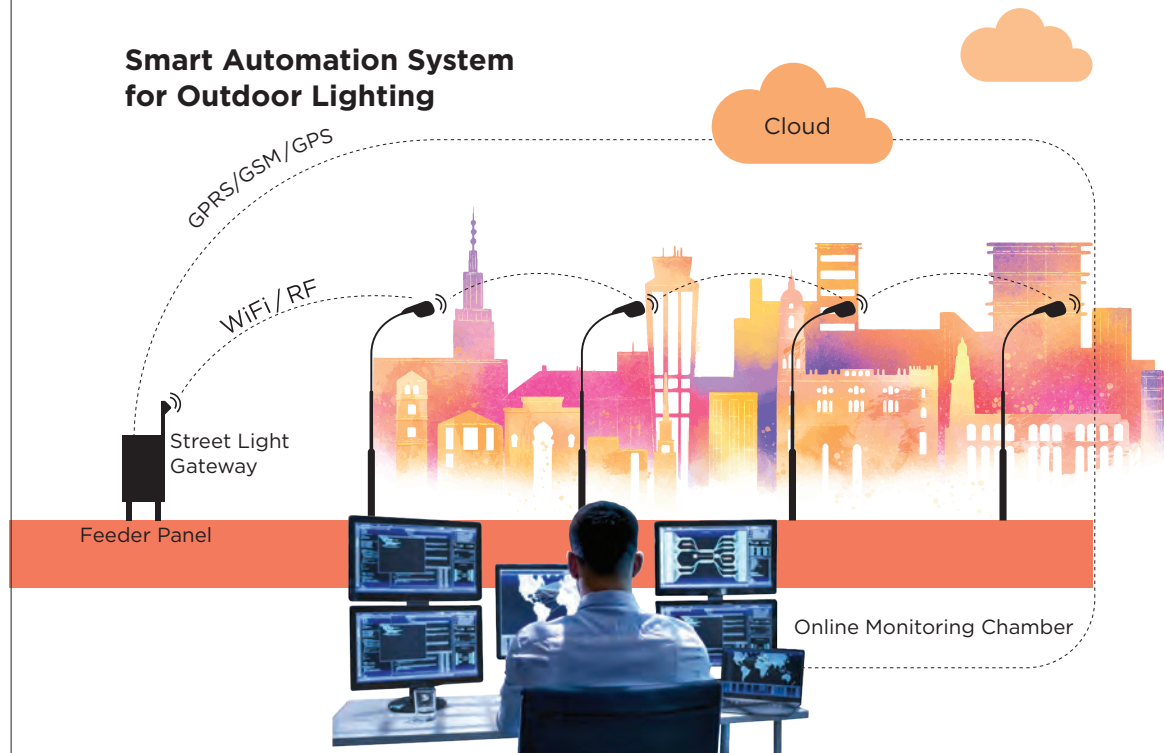 Smart Automation System
for Outdoor Lighting
Cloud
GPRS/GSM/GPS
WiFi/RF
Street Light
Gateway
Feeder Panel
Online Monitoring Chamber